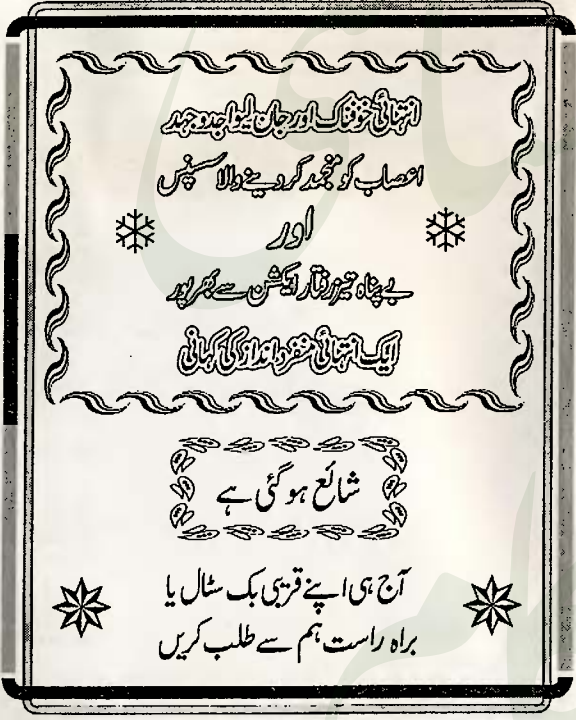 انتہائی خوفناک اور جان لیوا جدوجہد
اعصاب کو منجمد کر دینے والا سسپنس
اور
بے پناہ تیز رفتار ایکشن سے بھرپور
ایک انتہائی منفرد انداز کی کہانی
شائع ہو گئی ہے
آج ہی اپنے قریبی بک سٹال یا
براہ راست ہم سے طلب کریں